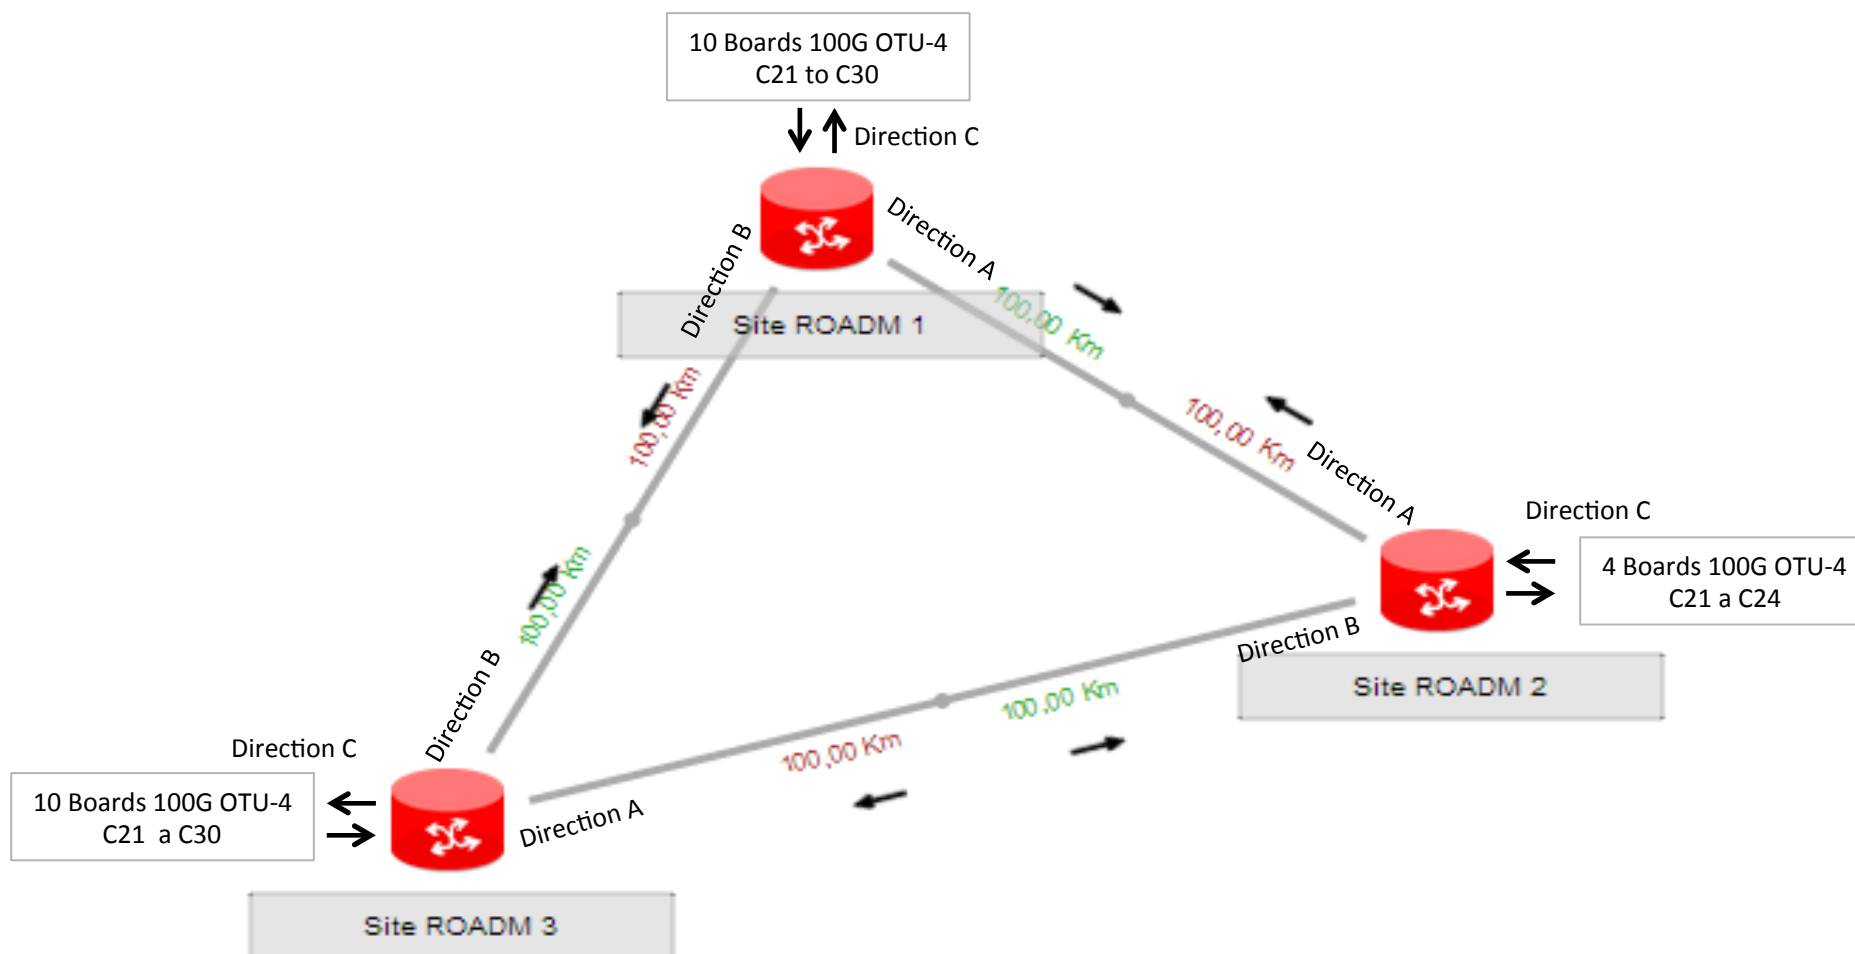 10 Boards 100G OTU-4
C21 to C30
Direction C
Direction A
Direction B
100,00 Km
Site ROADM 1
100,00 Km
100,00 Km
Direction A
Direction C
4 Boards 100G OTU-4
C21 a C24
100,00 Km
Direction B
Site ROADM 2
Direction B
100,00 Km
100,00 Km
Direction C
10 Boards 100G OTU-4
C21 a C30
Direction A
Site ROADM 3